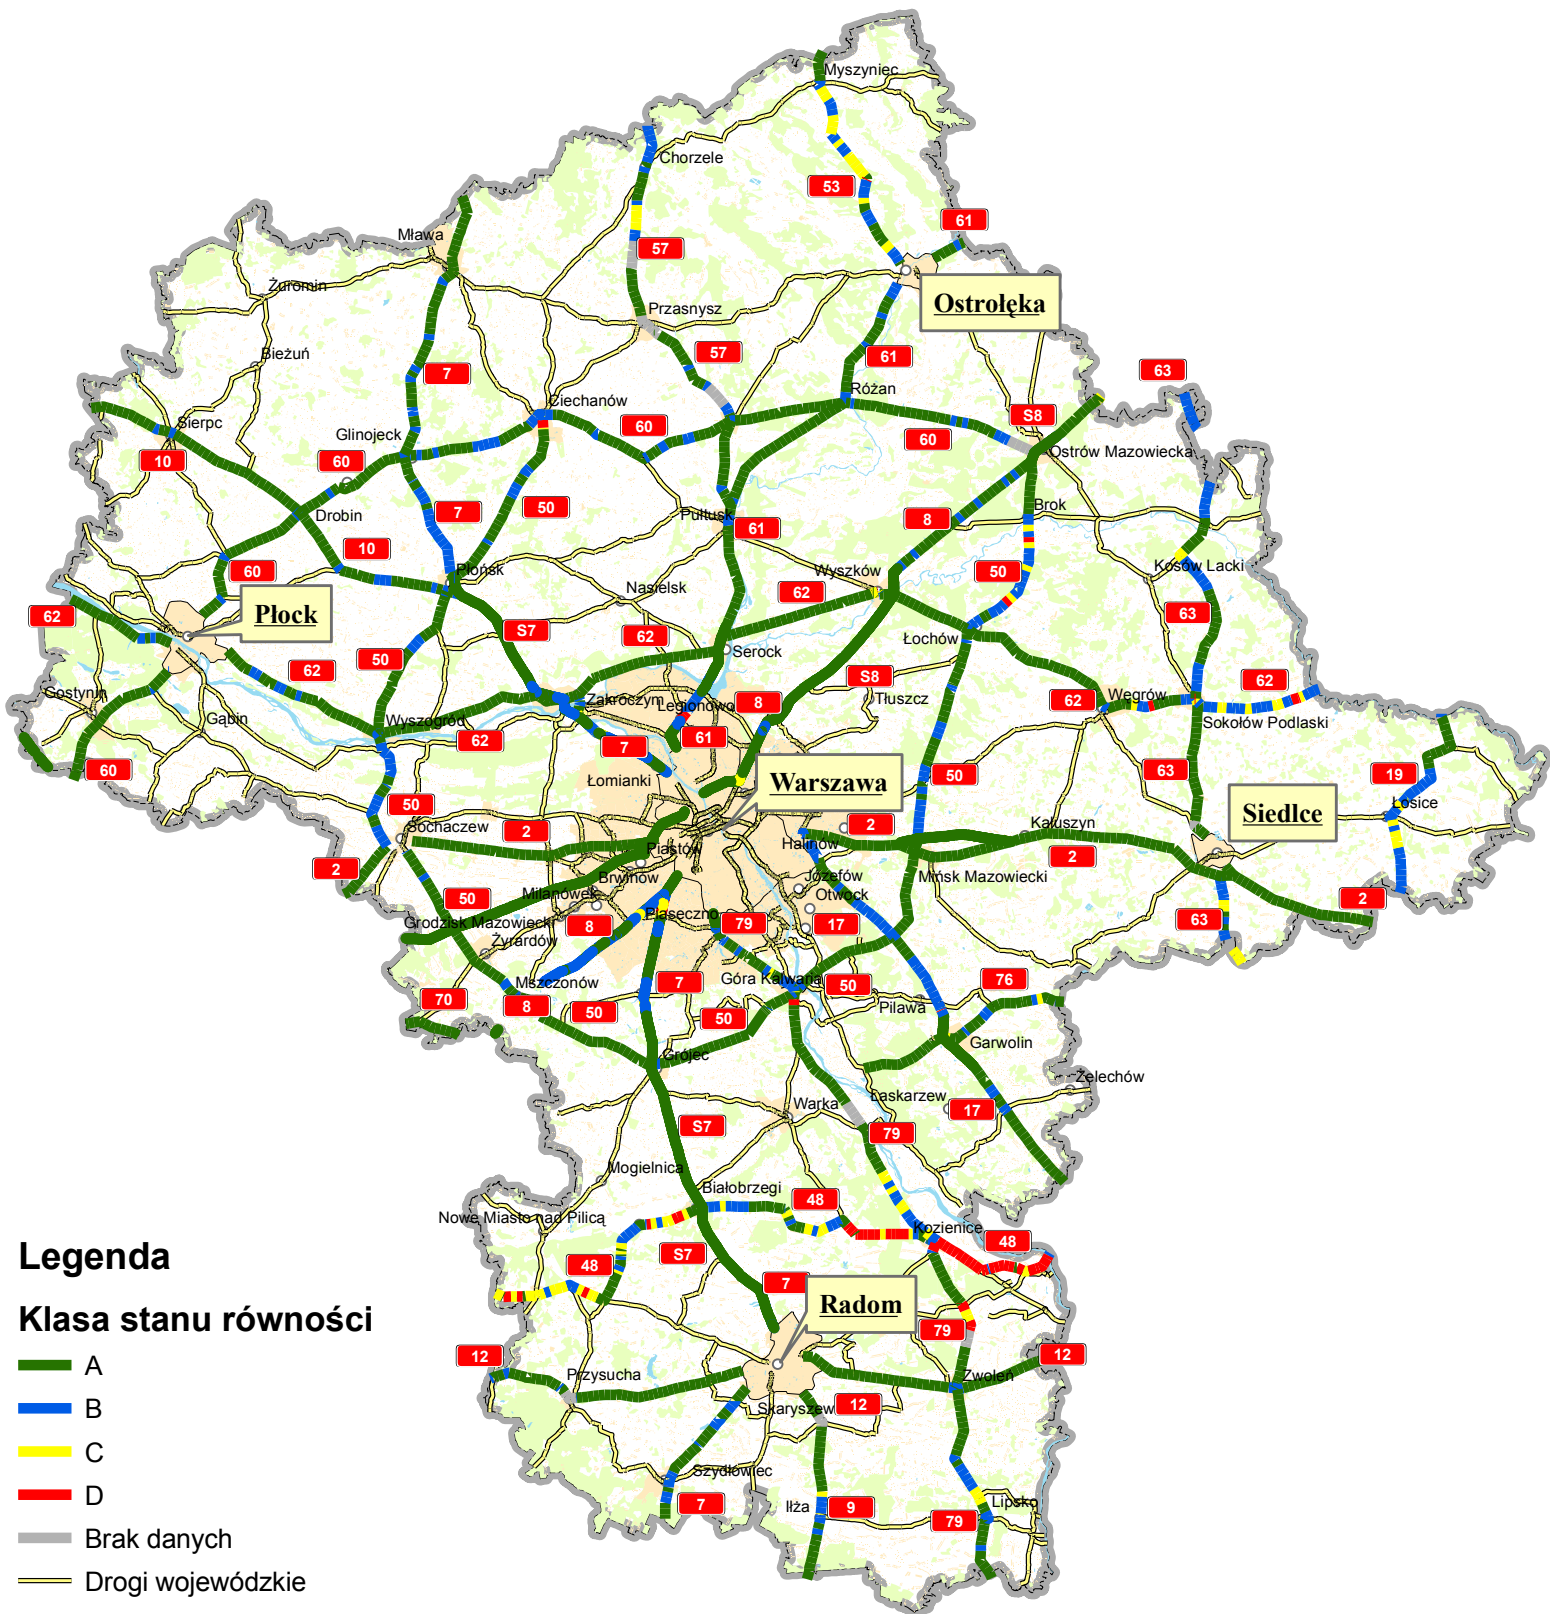 Myszyniec
Chorzele
53
61
Mława
57
Żuromin
Ostrołęka
Przasnysz
Bieżuń
57
61
63
7
Różan
Ciechanów
Sierpc
S8
Glinojeck
60
60
10
60
Ostrów Mazowiecka
50
Brok
7
Drobin
Pułtusk
61
8
10
Kosów Lacki
60
Płońsk
Wyszków
50
Nasielsk
62
Płock
62
63
S7
62
Łochów
50
Serock
62
S8
62
Gostynin
Zakroczym
Legionowo
Tłuszcz
62
Węgrów
8
Gąbin
Wyszogród
Sokołów Podlaski
62
61
7
60
Łomianki
Warszawa
50
63
19
50
Łosice
Siedlce
Sochaczew
2
2
Kałuszyn
Halinów
Piastów
2
2
Brwinów
Józefów
Mińsk Mazowiecki
Milanówek
Otwock
50
2
Grodzisk Mazowiecki
Piaseczno
79
17
63
8
Żyrardów
Mszczonów
7
Góra Kalwaria
50
76
70
8
50
50
Pilawa
Garwolin
Grójec
Żelechów
Łaskarzew
Warka
17
S7
79
Mogielnica
Białobrzegi
48
Nowe Miasto nad Pilicą
Kozienice
48
S7
48
7
Radom
79
12
12
Przysucha
Zwoleń
Skaryszew
12
Szydłowiec
7
Iłża
9
Lipsko
79
Legenda
Klasa stanu równości
A
B
C
D
Brak danych
Drogi wojewódzkie